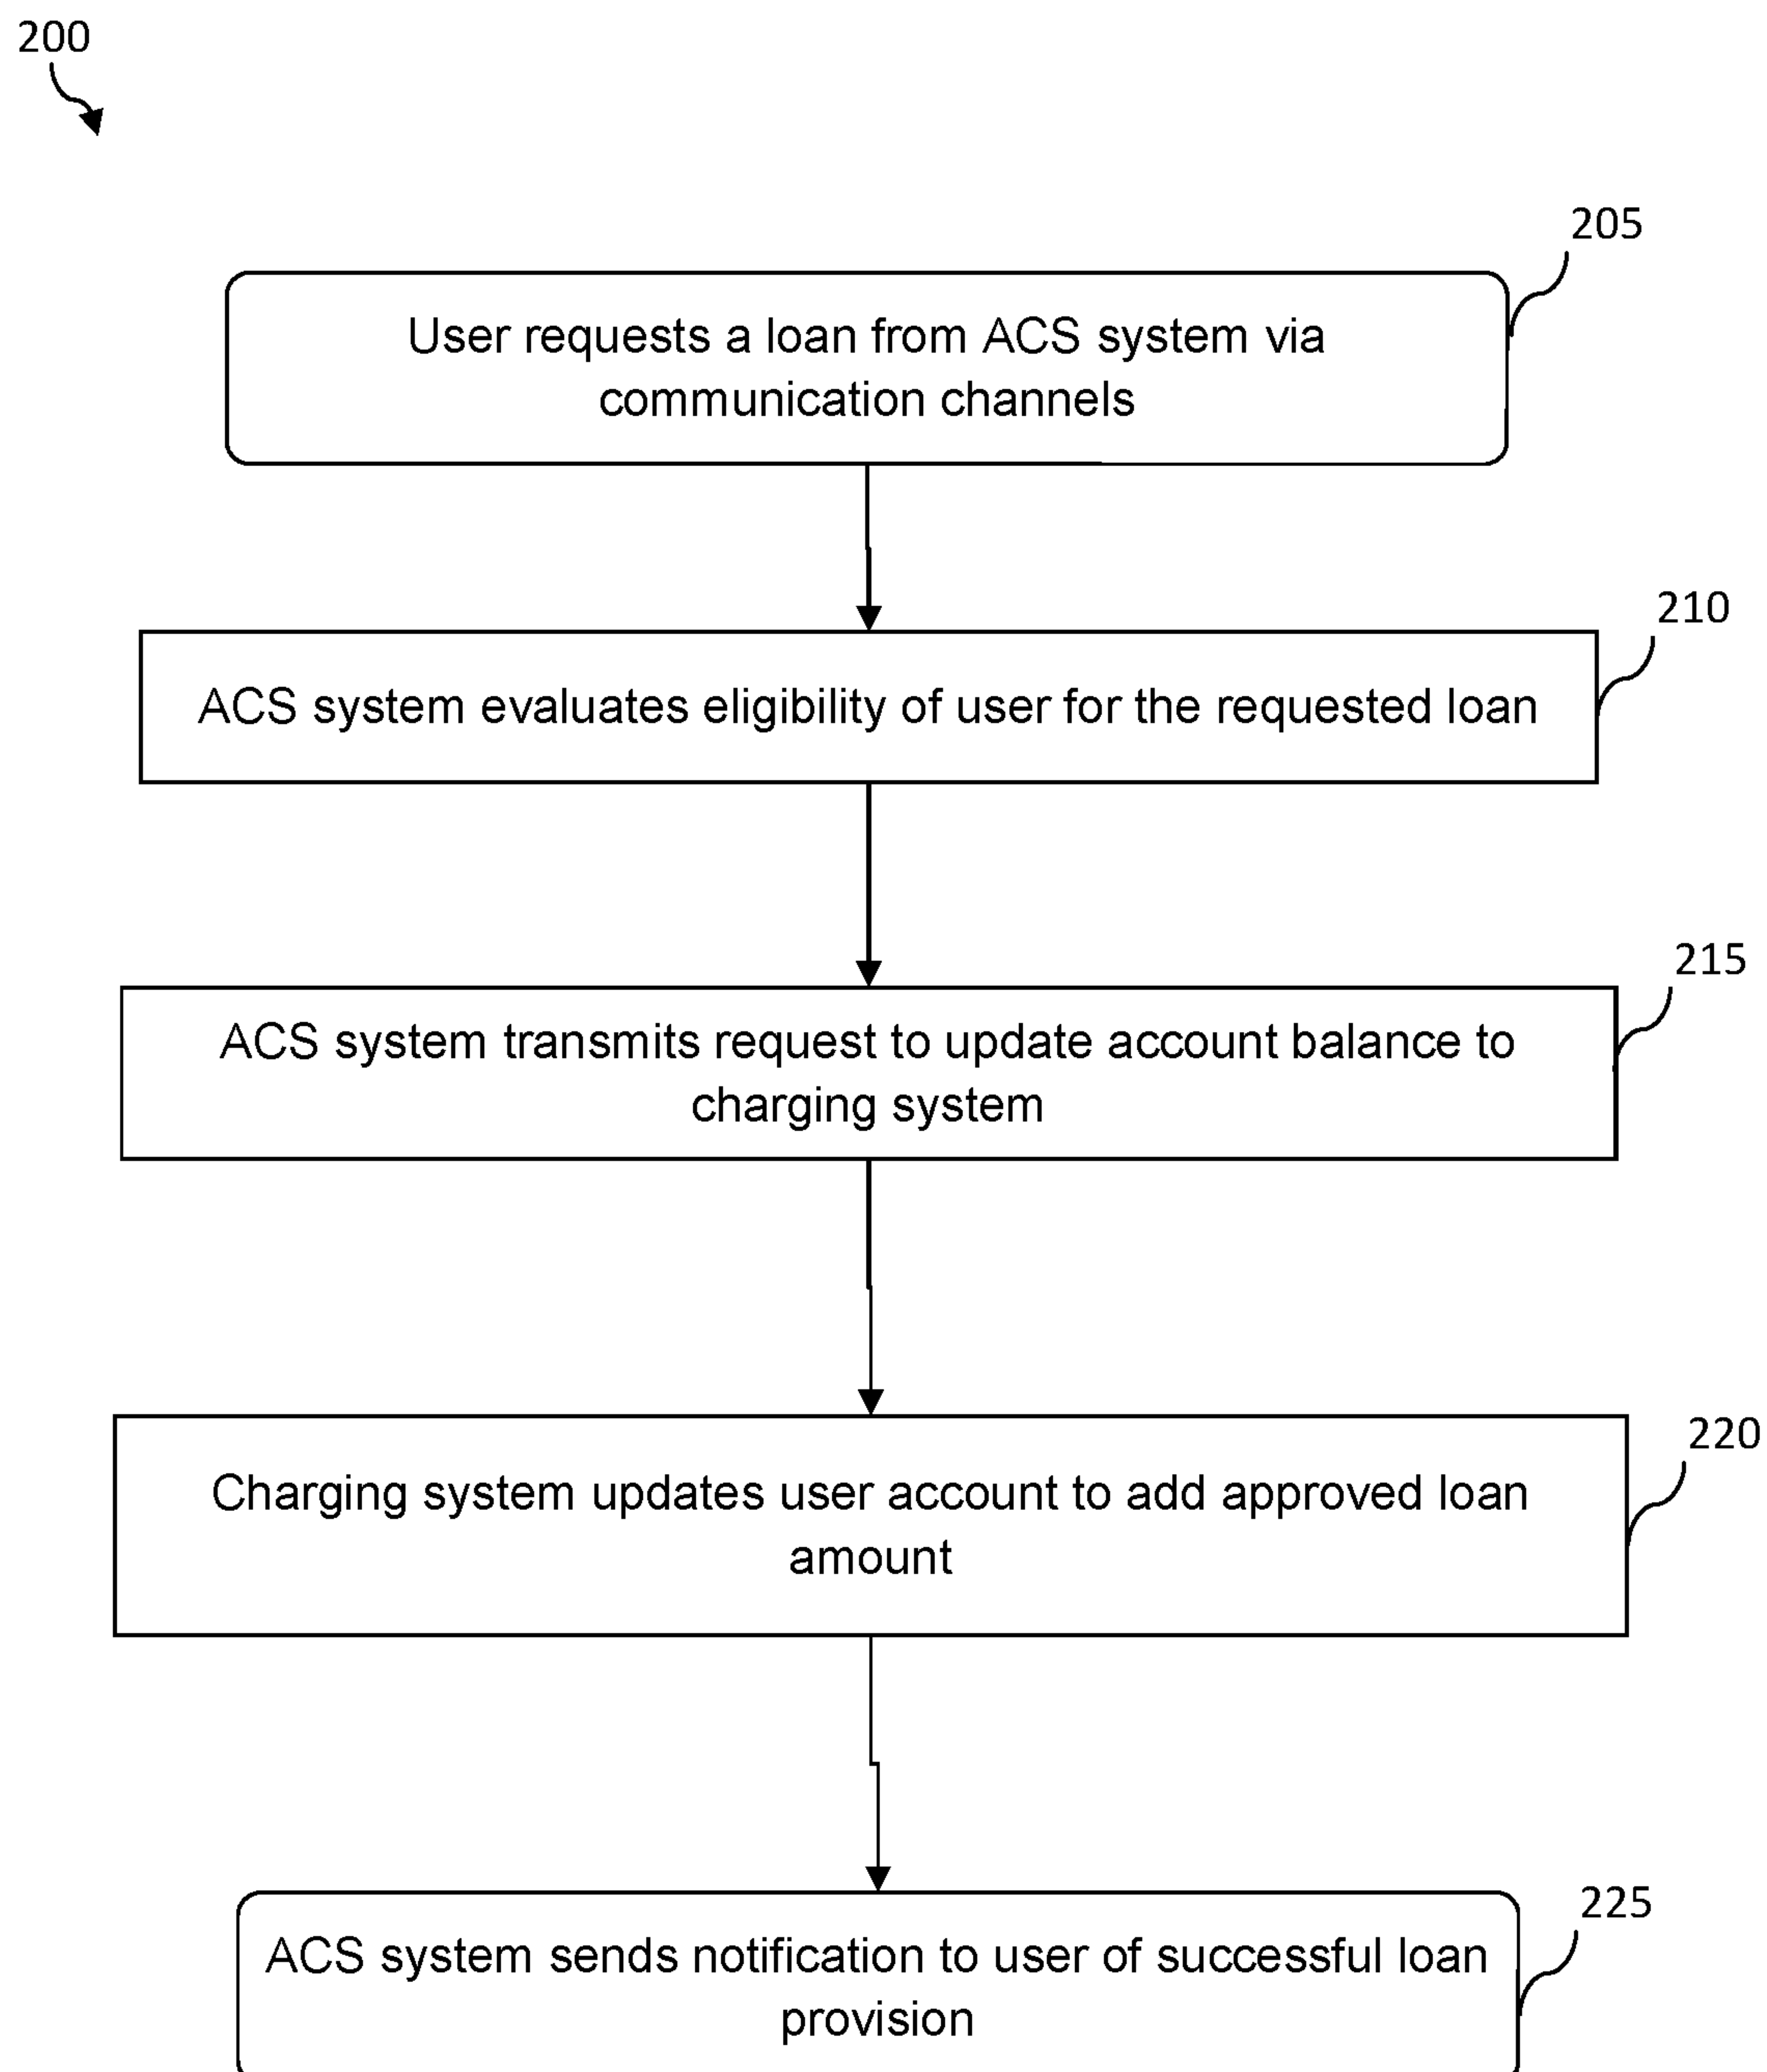 200
205
User requests a loan from ACS system via
communication channels
210
ACS system evaluates eligibility of user for the requested loan
215
ACS system transmits request to update account balance to
charging system
220
Charging system updates user account to add approved loan
amount
225
ACS system sends notification to user of successful loan
provision